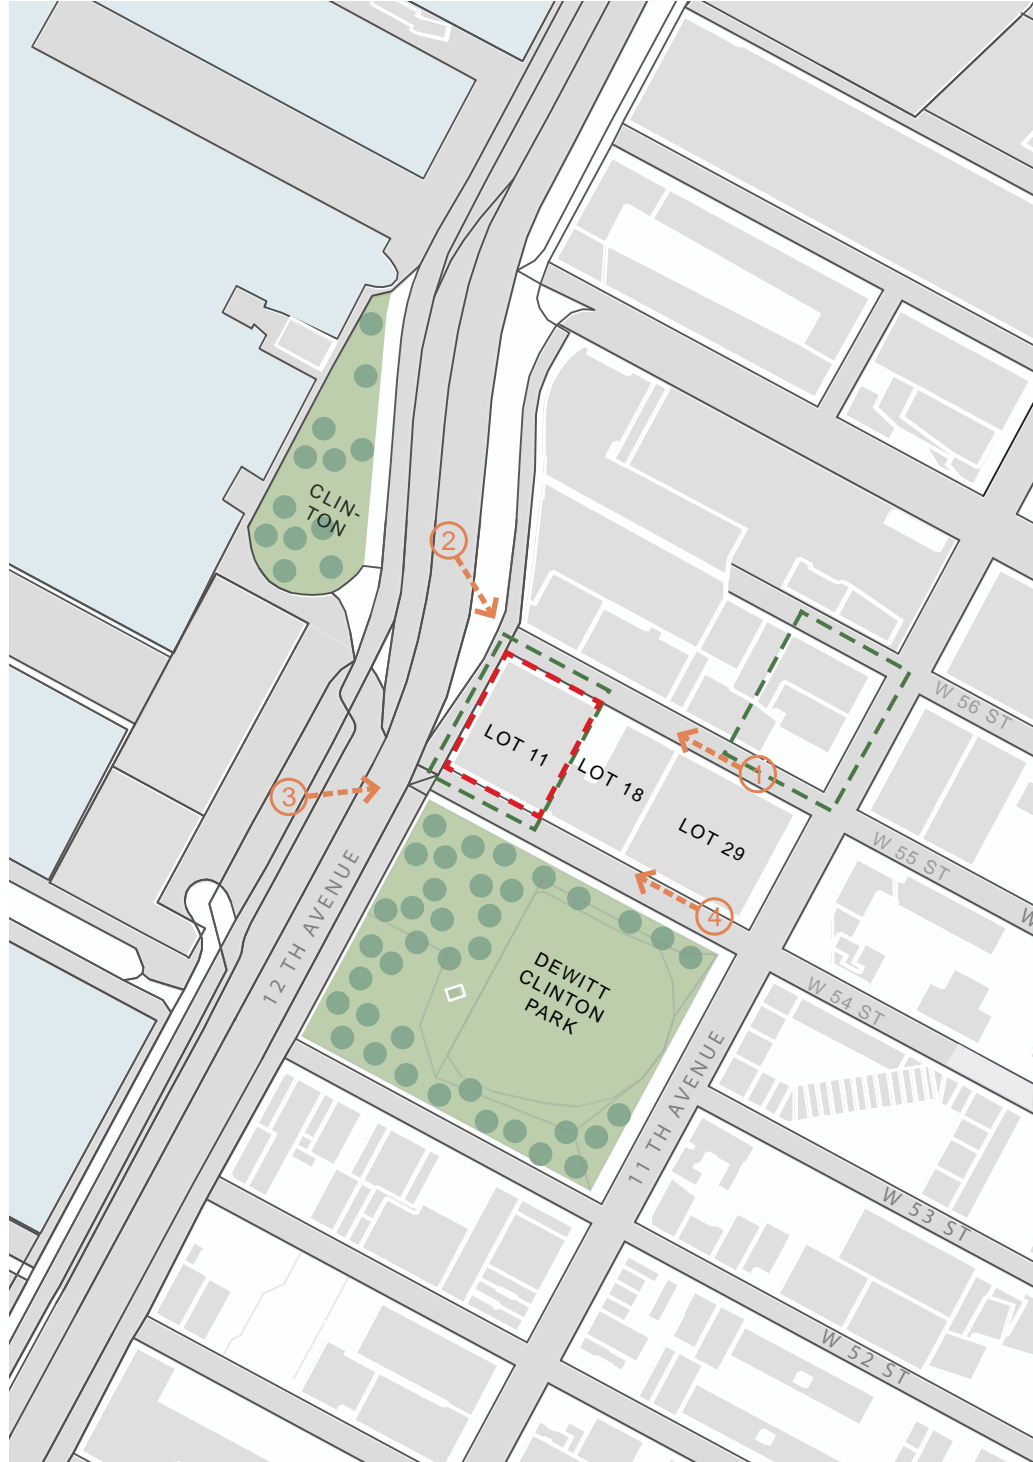 CLIN-
TON
2
W 56 ST
LOT 11
LOT 18
1
3
LOT 29
W 55 ST
12 TH AVENUE
4
W
DEWITT
CLINTON
PARK
W 54 ST
11 TH AVENUE
W 53 ST
W 52 ST